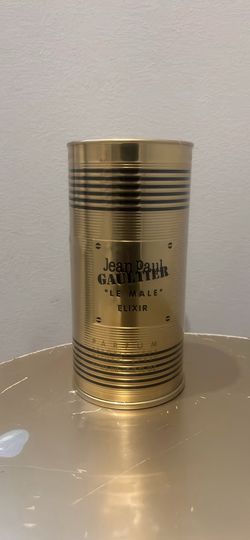 Jean Paul
GAULTIER
"LE MALE"
ELIXIR
PARFUM